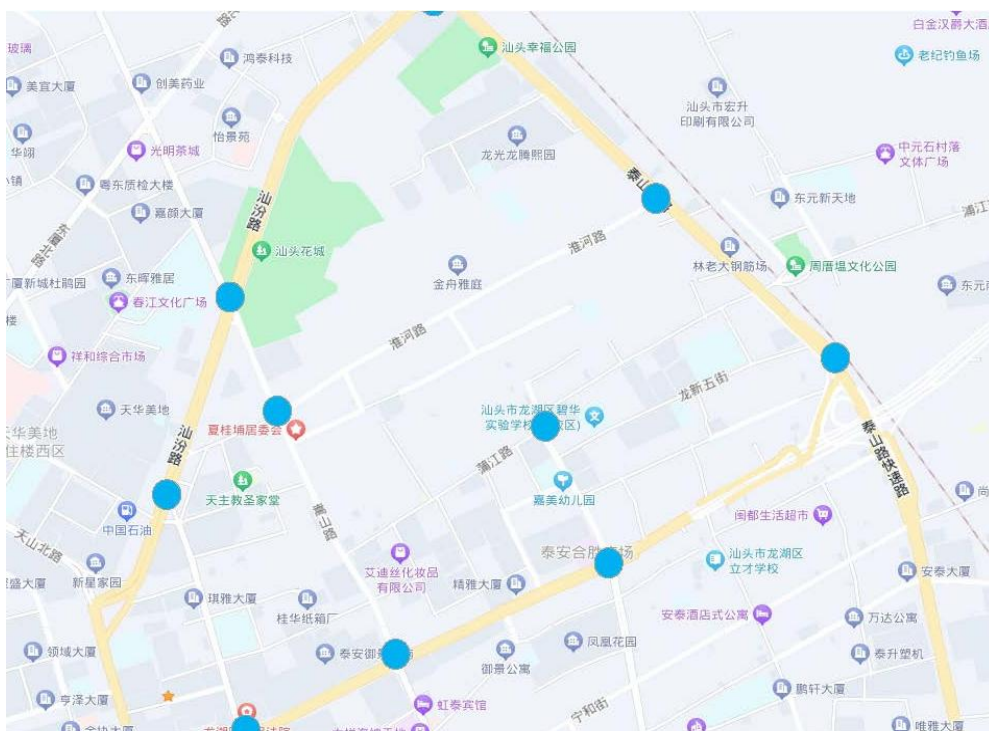 白金汉爵大酒
玻璃
汕头幸福公园
鸿泰科技
老纪钓鱼场
美宜大厦
创美药业
汕头市宏升
印刷有限公司
怡景苑
华翊
光明茶城
龙光龙腾熙园
中元石村落
文体广场
小镇
粤东质检大楼
泰山
东元新天地
汕汾路
嘉颜大厦
浦江
东厦北路
淮河路
汕头花城
林老大钢筋场
金舟雅庭
周厝塭文化公园
厦新城杜鹃园
东晖雅居
东元
春江文化广场
楼
淮河路
祥和综合市场
龙新五街
天华美地
汕头市龙湖区碧华
夏桂埔居委会
天华美地
住楼西区
汕汾路
泰山路快速路
天主教圣家堂
嘉美幼儿园
尚
中国石油
嵩山路
闽都生活超市
天山北路
艾迪丝化妆品
有限公司
汕头市龙湖区
立才学校
盛大厦
新星家园
精雅大厦
安泰大厦
琪雅大厦
桂华纸箱厂
安泰酒店式公寓
万达公寓
凤凰花园
领域大厦
泰安御景
御景公寓
泰升塑机
鹏轩大厦
亨泽大厦
虹泰宾馆
宁和街
唯雅大厦